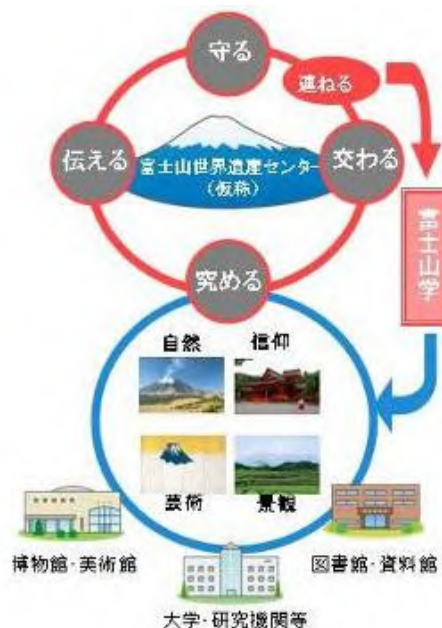 守る
連ねる
伝える
富士山世界遺産センター
(仮称)
交わる
富士山学
究める
自然
信仰
芸術
景観
博物館・美術館
図書館・資料館
大学・研究機関等